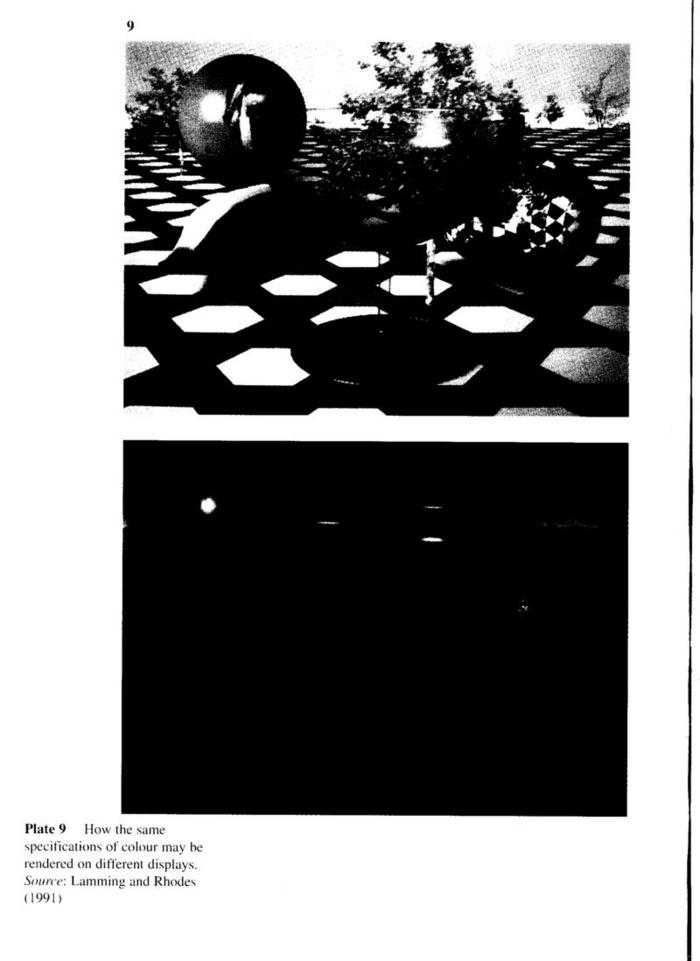 9
Plate 9 How the same
specifications of colour may be
rendered on different displays.
Source: Lamming and Rhodes
(1991)